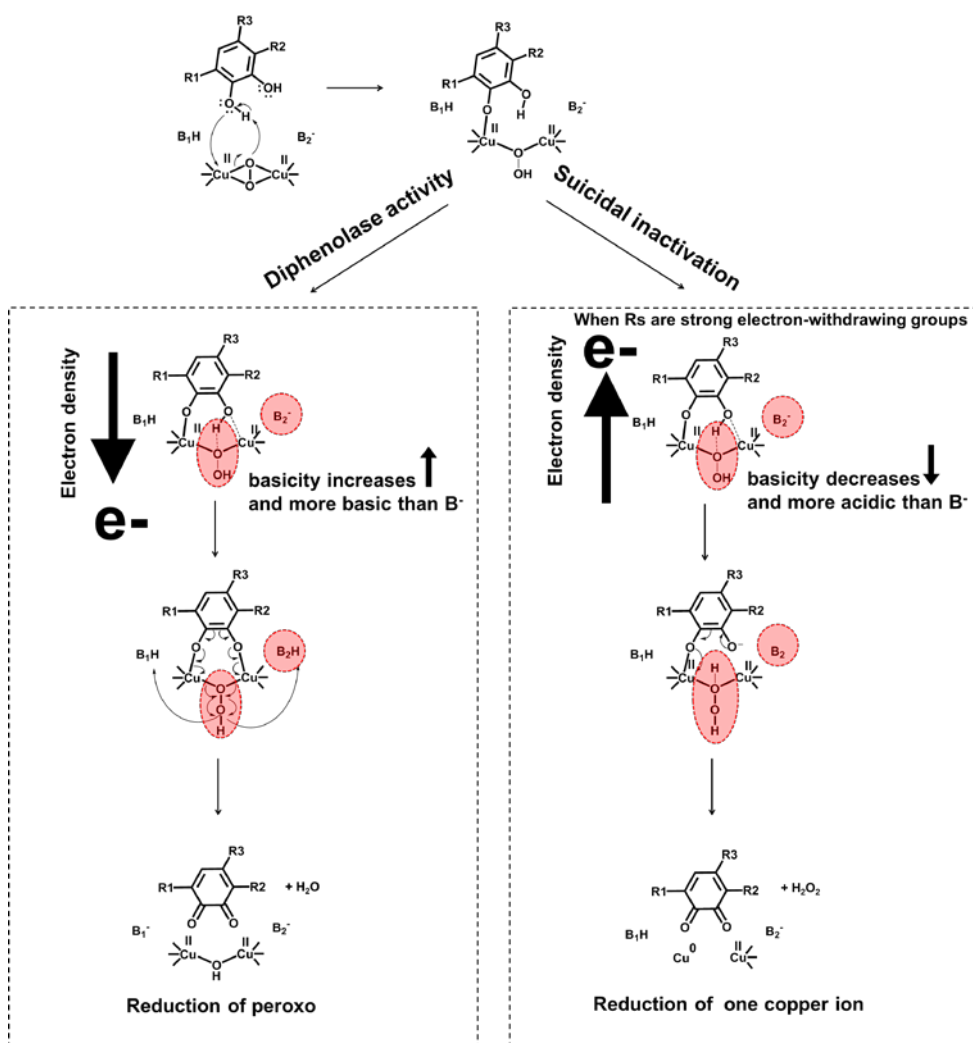 R3
R2
R1
:OH
:O
H
B₁H
B₂⁻
II
II
O
Cu
Cu
O
R3
R2
R1
B₁H
O
O
H
B₂⁻
II
II
Cu
Cu
O
OH
Diphenolase activity
Suicidal inactivation
Electron density
e-
R3
R1
R2
B₁H
O
O
B₂⁻
II
H
II
Cu
Cu
O
OH
basicity increases
and more basic than B⁻
R3
R1
R2
B₁H
O
O
B₂H
Cu
Cu
O
O
H
R3
R1
R2
+ H₂O
O
O
B₁⁻
B₂⁻
II
II
Cu
Cu
O
H
Reduction of peroxo
When Rs are strong electron-withdrawing groups
e-
Electron density
R3
R1
R2
B₁H
O
O
B₂⁻
II
H
II
Cu
Cu
O
OH
basicity decreases
and more acidic than B⁻
R3
R1
R2
B₁H
O
O⁻
B₂
II
H
II
Cu
Cu
O
O
H
R3
R1
R2
+ H₂O₂
O
O
B₁H
B₂⁻
Cu⁰
II
Cu
Reduction of one copper ion